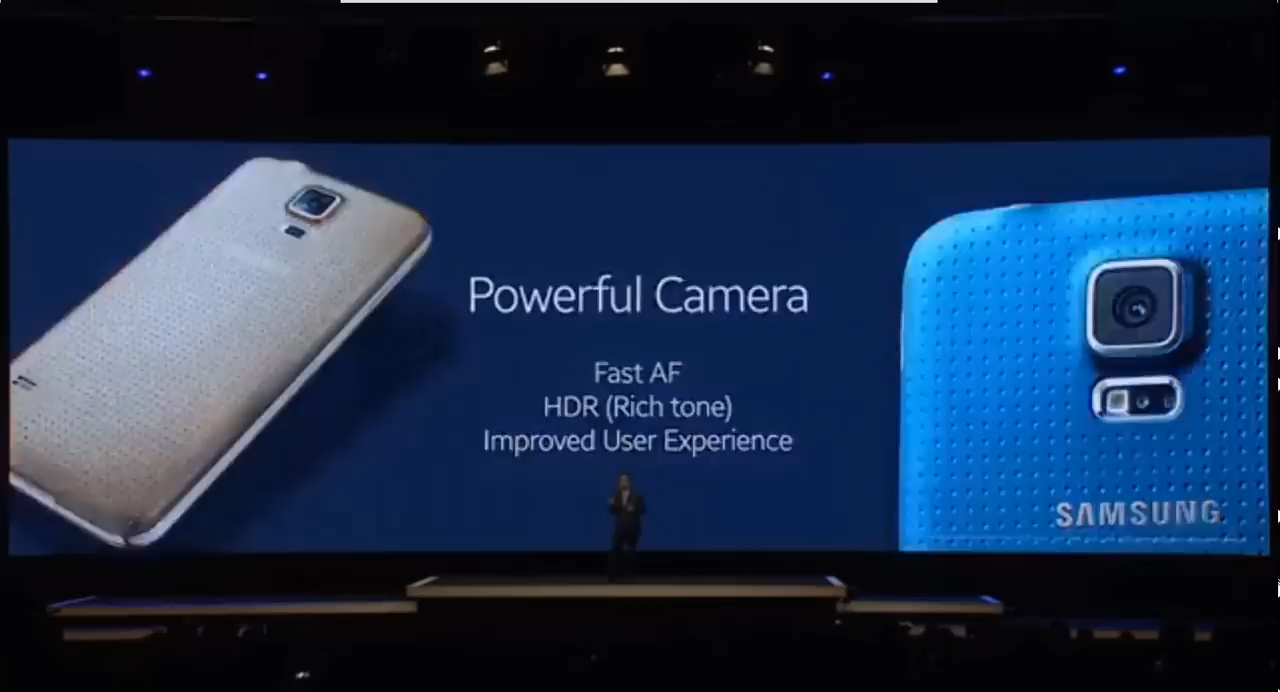 Powerful Camera
Fast AF
HDR (Rich tone)
Improved User Experience
SAMSUNG